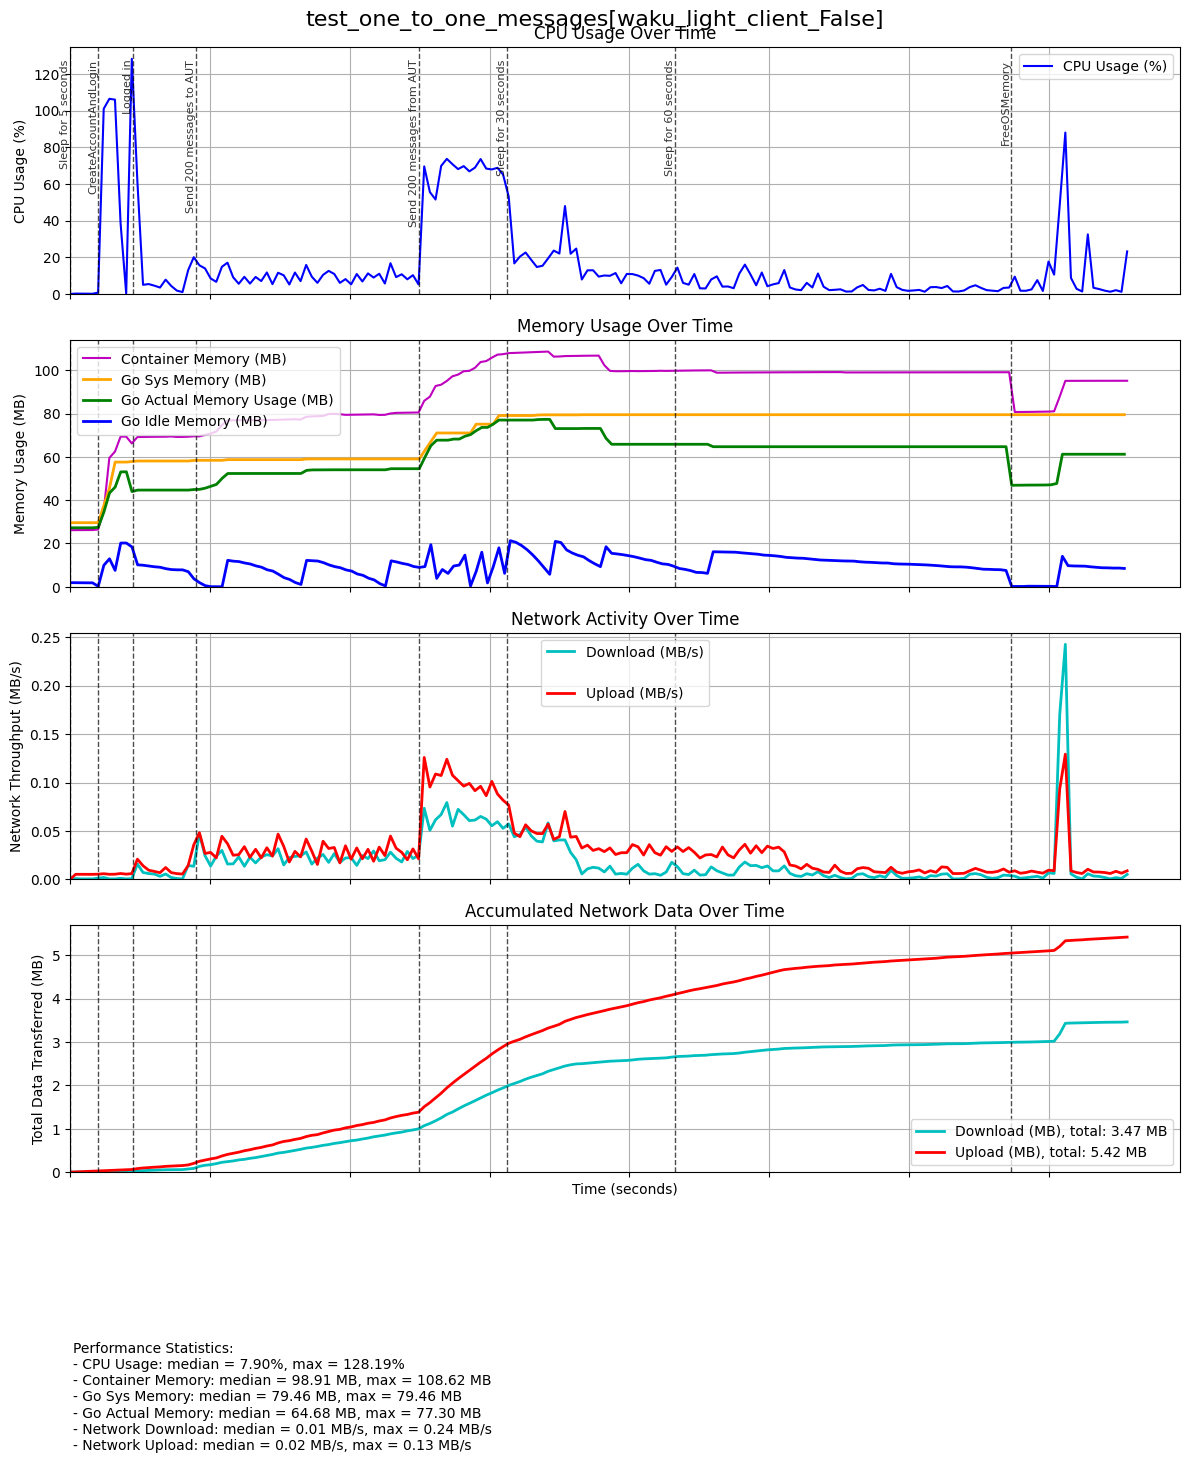 test_one_to_one_messages[waku_light_client_False]
CPU Usage Over Time
CPU Usage (%)
120
100
80
60
40
20
0
Sleep for 5 seconds
CreateAccountAndLogin
Logged in
Send 200 messages to AUT
Send 200 messages from AUT
Sleep for 30 seconds
Sleep for 60 seconds
FreeOSMemory
CPU Usage (%)
Memory Usage Over Time
Memory Usage (MB)
100
80
60
40
20
0
Container Memory (MB)
Go Sys Memory (MB)
Go Actual Memory Usage (MB)
Go Idle Memory (MB)
Network Activity Over Time
Network Throughput (MB/s)
0.25
0.20
0.15
0.10
0.05
0.00
Download (MB/s)
Upload (MB/s)
Accumulated Network Data Over Time
Total Data Transferred (MB)
5
4
3
2
1
0
Download (MB), total: 3.47 MB
Upload (MB), total: 5.42 MB
Time (seconds)
Performance Statistics:
- CPU Usage: median = 7.90%, max = 128.19%
- Container Memory: median = 98.91 MB, max = 108.62 MB
- Go Sys Memory: median = 79.46 MB, max = 79.46 MB
- Go Actual Memory: median = 64.68 MB, max = 77.30 MB
- Network Download: median = 0.01 MB/s, max = 0.24 MB/s
- Network Upload: median = 0.02 MB/s, max = 0.13 MB/s